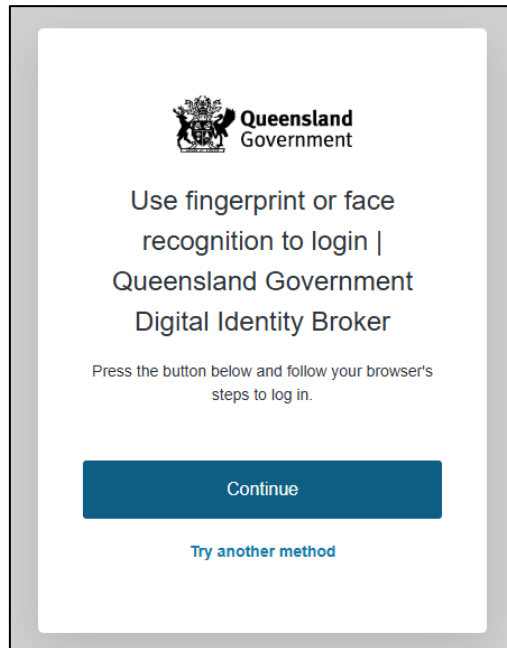 Queensland
Government
Use fingerprint or face
recognition to login |
Queensland Government
Digital Identity Broker
Press the button below and follow your browser's
steps to log in.
Continue
Try another method